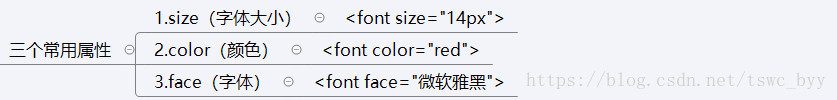 1.size（字体大小） <font size="14px">
三个常用属性 2.color（颜色） <font color="red">
3.face（字体） <font face="微软雅黑">
https://blog.csdn.net/tswc_byy